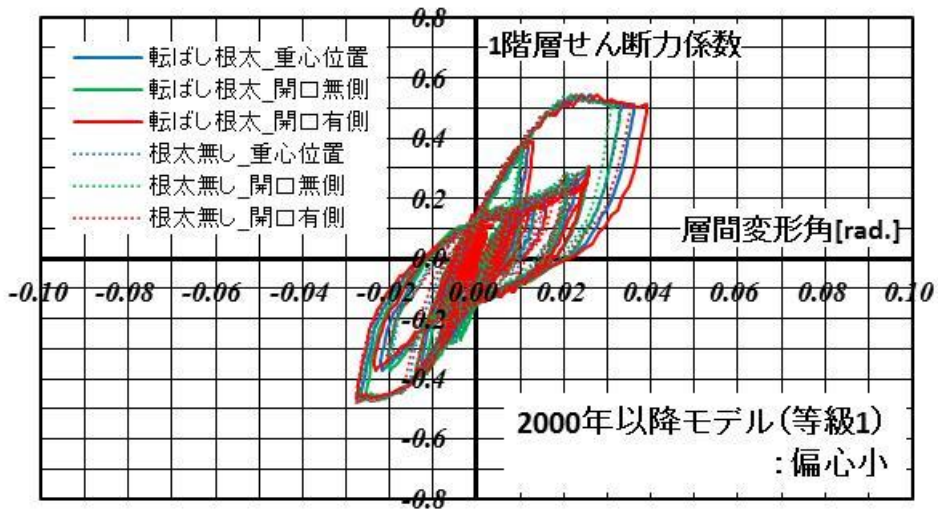 0.8
1階層せん断力係数
転ばし根太_重心位置
転ばし根太_開口無側
転ばし根太_開口有側
根太無し_重心位置
根太無し_開口無側
根太無し_開口有側
0.6
0.4
0.2
層間変形角[rad.]
0.0
-0.10 -0.08 -0.06 -0.04 -0.02 0.00 0.02 0.04 0.06 0.08 0.10
-0.2
-0.4
2000年以降モデル(等級1)
:偏心小
-0.6
-0.8